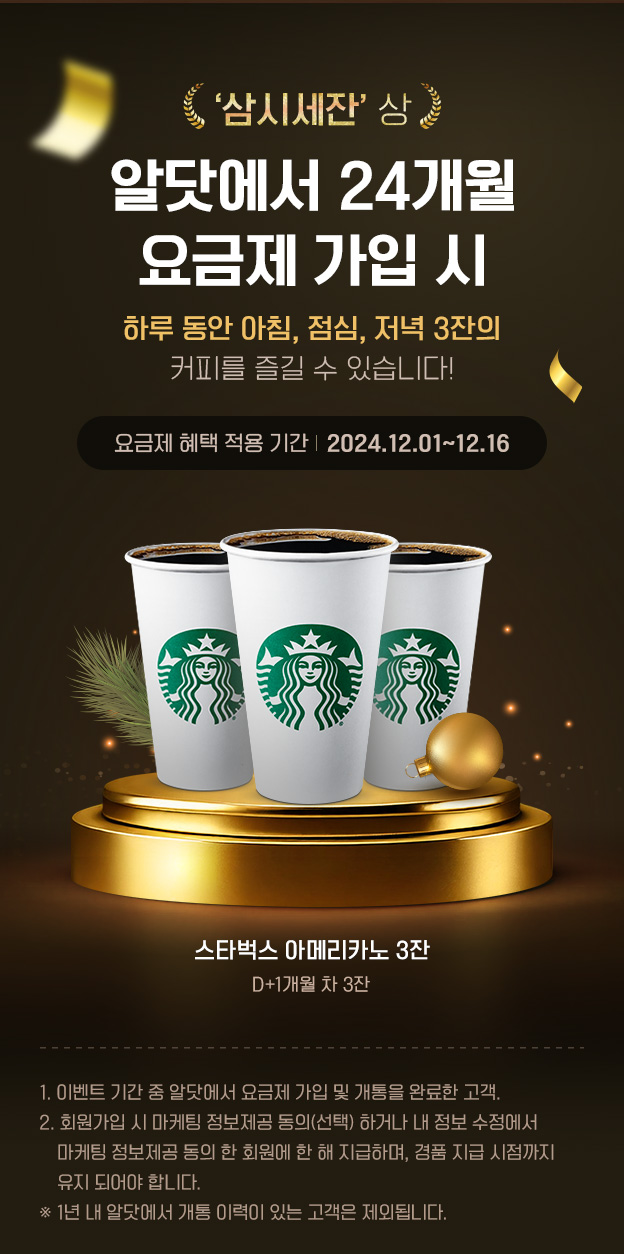 ‘삼시세잔’ 상
알닷에서 24개월
요금제 가입 시
하루 동안 아침, 점심, 저녁 3잔의
커피를 즐길 수 있습니다!
요금제 혜택 적용 기간 | 2024.12.01~12.16
스타벅스 아메리카노 3잔
D+1개월 차 3잔
1. 이벤트 기간 중 알닷에서 요금제 가입 및 개통을 완료한 고객.
2. 회원가입 시 마케팅 정보제공 동의(선택) 하거나 내 정보 수정에서
마케팅 정보제공 동의 한 회원에 한 해 지급하며, 경품 지급 시점까지
유지 되어야 합니다.
※ 1년 내 알닷에서 개통 이력이 있는 고객은 제외됩니다.